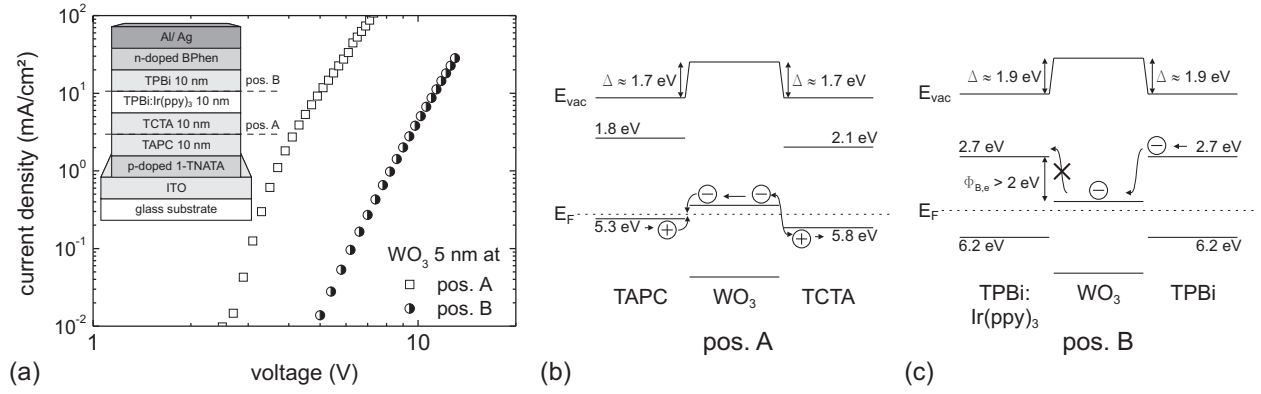 10²
10¹
10⁰
10⁻¹
10⁻²
current density (mA/cm²)
1
10
voltage (V)
Al/ Ag
n-doped BPhen
TPBi 10 nm
pos. B
TPBi:Ir(ppy)₃ 10 nm
TCTA 10 nm
pos. A
TAPC 10 nm
p-doped 1-TNATA
ITO
glass substrate
WO₃ 5 nm at
pos. A
pos. B
(a)
Δ ≈ 1.7 eV
Δ ≈ 1.7 eV
E_vac
1.8 eV
2.1 eV
− −
E_F
5.3 eV
+
+
5.8 eV
TAPC
WO₃
TCTA
pos. A
(b)
Δ ≈ 1.9 eV
Δ ≈ 1.9 eV
E_vac
2.7 eV
− 2.7 eV
Φ_B,e > 2 eV
−
E_F
6.2 eV
6.2 eV
TPBi:
Ir(ppy)₃
WO₃
TPBi
pos. B
(c)